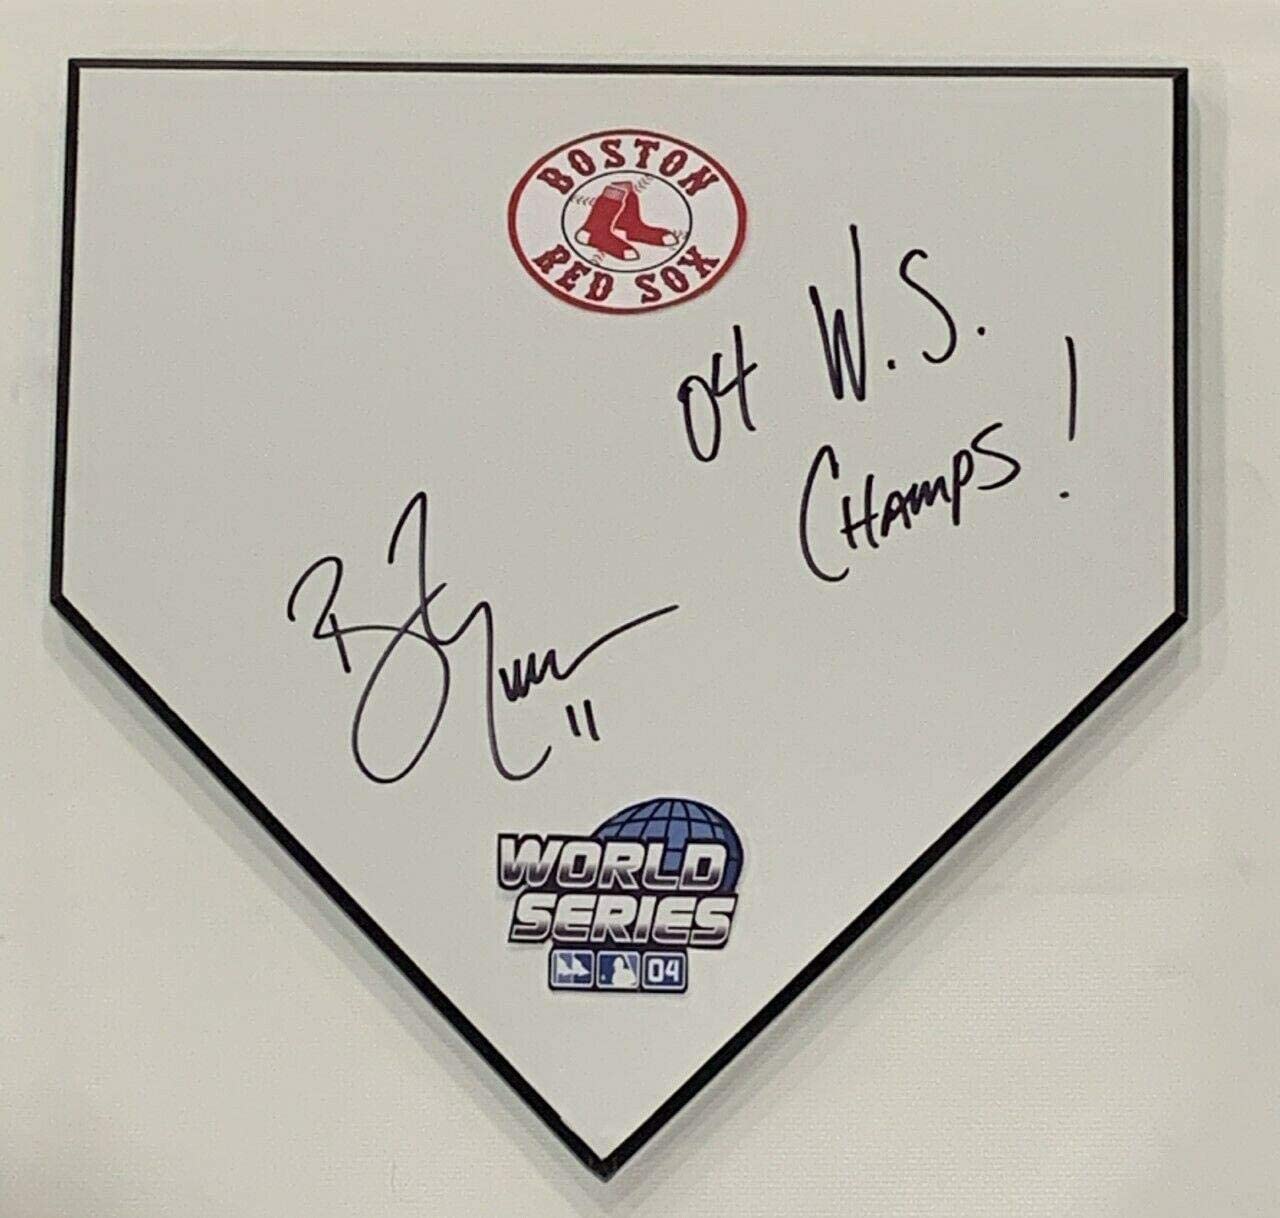 BOSTON
RED SOX
04 W.S.
CHAMPS!
11
WORLD
SERIES
04